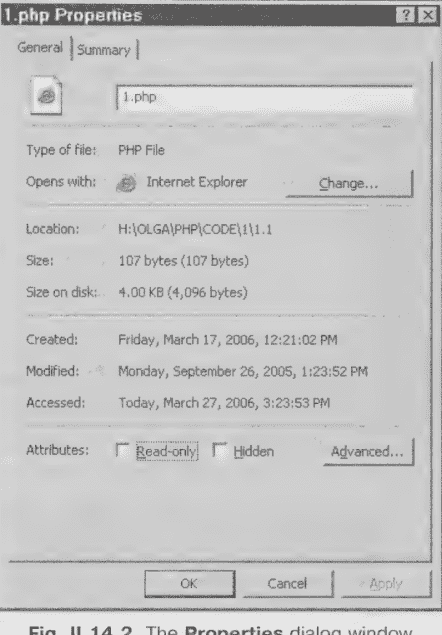 1.php Properties
General Summary
1.php
Type of file: PHP File
Opens with: Internet Explorer Change...
Location: H:\OLGA\PHP\CODE\1\1.1
Size: 107 bytes (107 bytes)
Size on disk: 4.00 KB (4,096 bytes)
Created: Friday, March 17, 2006, 12:21:02 PM
Modified: Monday, September 26, 2005, 1:23:52 PM
Accessed: Today, March 27, 2006, 3:23:53 PM
Attributes: Read-only Hidden Advanced...
OK Cancel Apply
Fig. II.14.2. The Properties dialog window